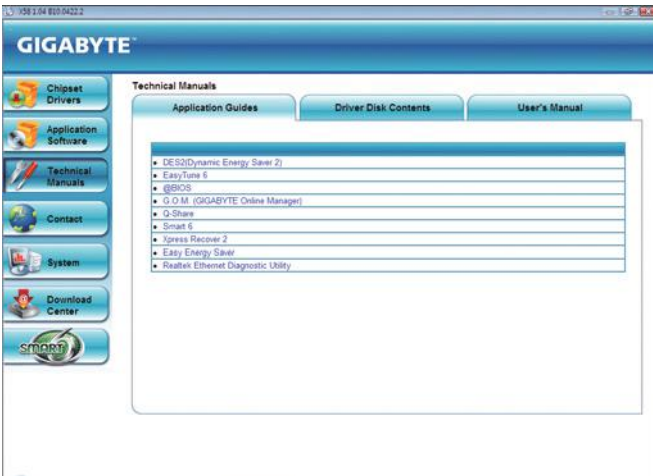 X58 1.04 B10.0422.2
GIGABYTE™
Chipset
Drivers
Application
Software
Technical
Manuals
Contact
System
Download
Center
SMART 6
Technical Manuals
Application Guides
Driver Disk Contents
User's Manual
• DES2(Dynamic Energy Saver 2)
• EasyTune 6
• @BIOS
• G.O.M. (GIGABYTE Online Manager)
• Q-Share
• Smart 6
• Xpress Recover 2
• Easy Energy Saver
• Realtek Ethernet Diagnostic Utility